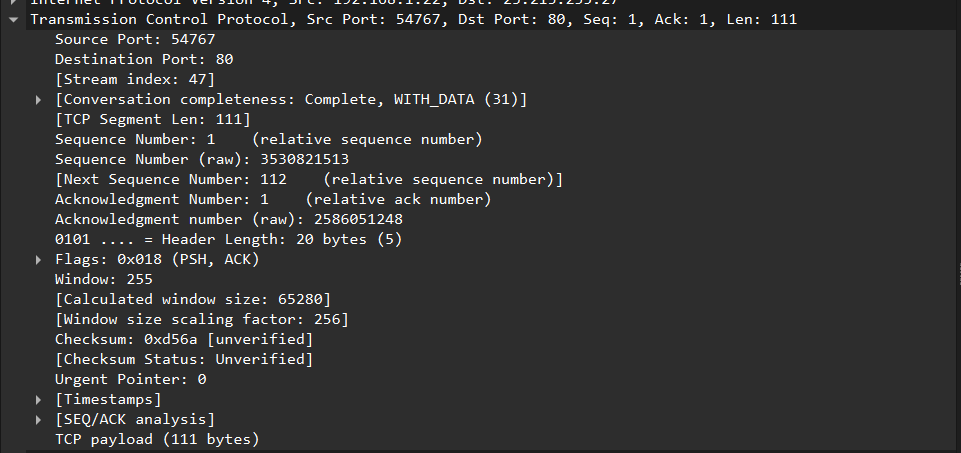 Internet Protocol Version 4, Src: 192.168.1.22, Dst: 23.215.255.27
Transmission Control Protocol, Src Port: 54767, Dst Port: 80, Seq: 1, Ack: 1, Len: 111
Source Port: 54767
Destination Port: 80
[Stream index: 47]
[Conversation completeness: Complete, WITH_DATA (31)]
[TCP Segment Len: 111]
Sequence Number: 1    (relative sequence number)
Sequence Number (raw): 3530821513
[Next Sequence Number: 112    (relative sequence number)]
Acknowledgment Number: 1    (relative ack number)
Acknowledgment number (raw): 2586051248
0101 .... = Header Length: 20 bytes (5)
Flags: 0x018 (PSH, ACK)
Window: 255
[Calculated window size: 65280]
[Window size scaling factor: 256]
Checksum: 0xd56a [unverified]
[Checksum Status: Unverified]
Urgent Pointer: 0
[Timestamps]
[SEQ/ACK analysis]
TCP payload (111 bytes)